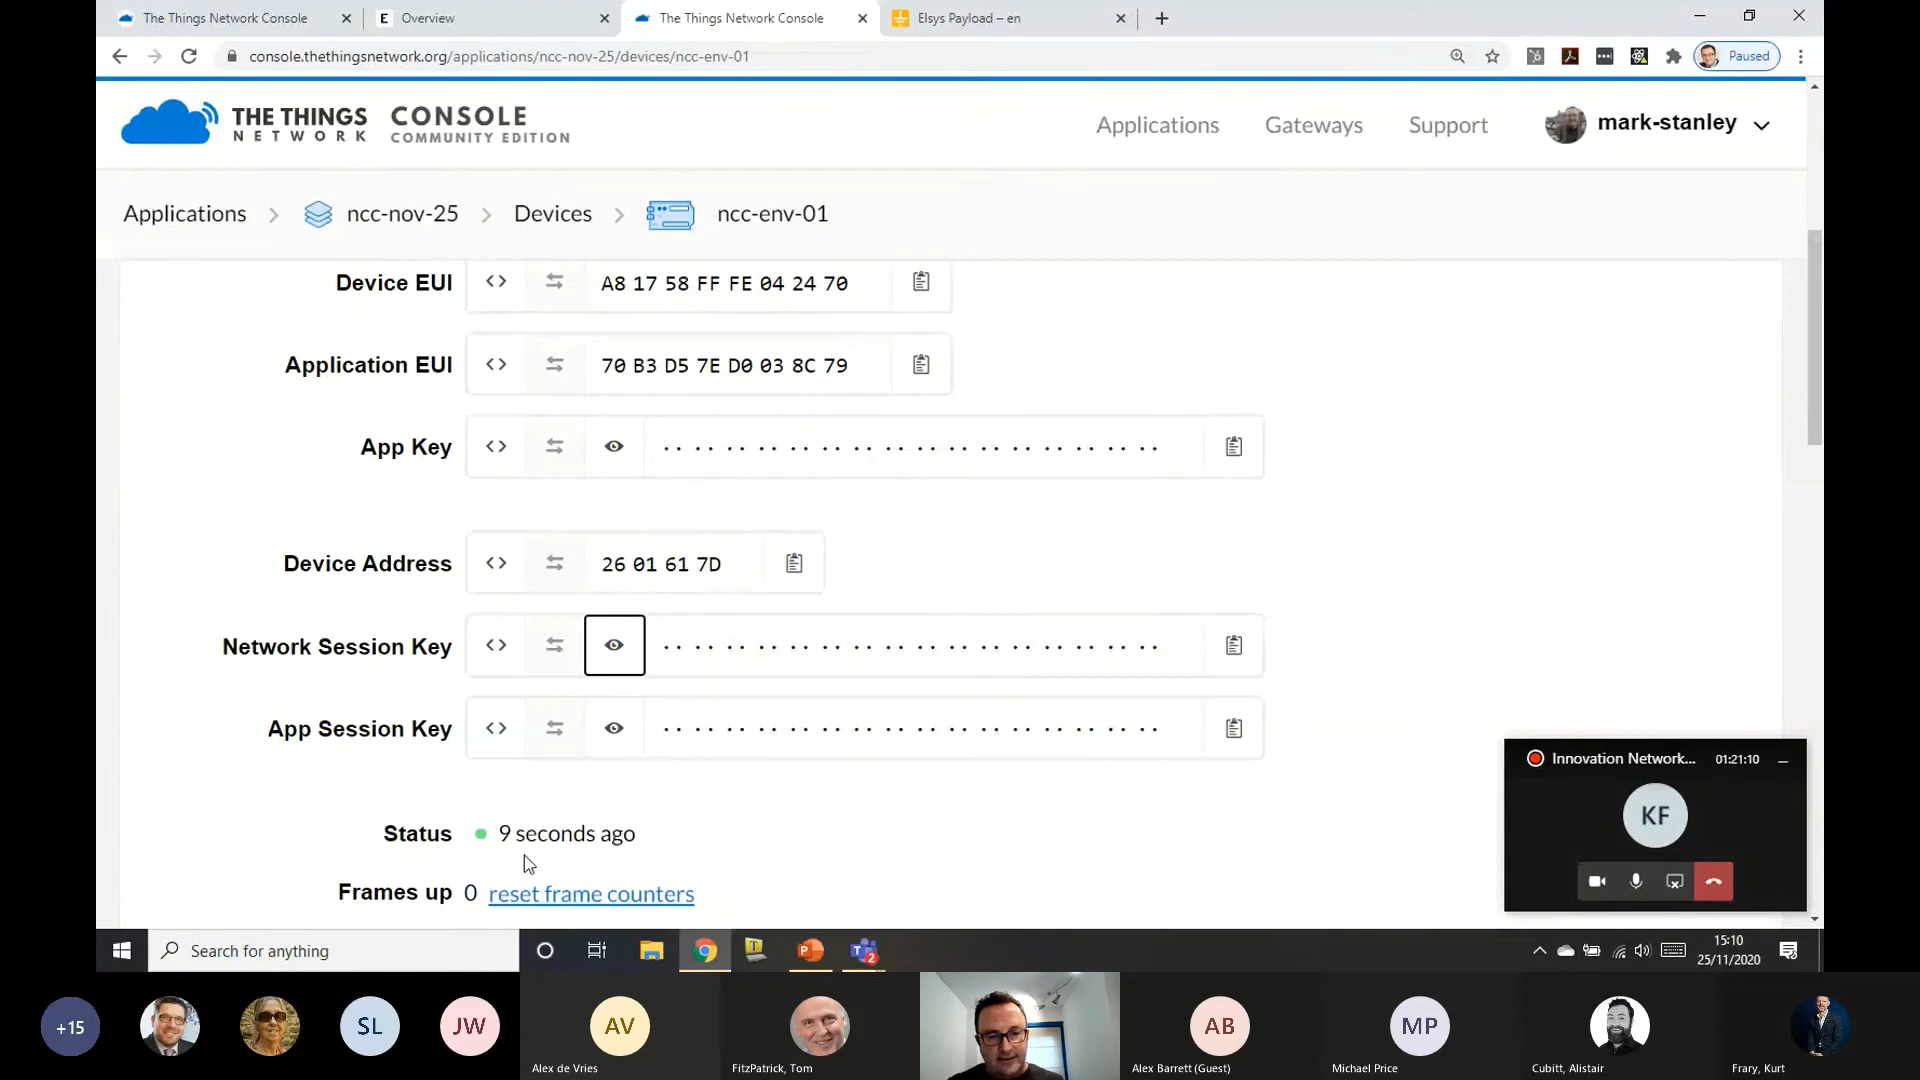 The Things Network Console
E Overview
The Things Network Console
Elsys Payload – en
console.thethingsnetwork.org/applications/ncc-nov-25/devices/ncc-env-01
Paused
THE THINGS NETWORK
CONSOLE
COMMUNITY EDITION
Applications
Gateways
Support
mark-stanley
Applications > ncc-nov-25 > Devices > ncc-env-01
Device EUI <> A8 17 58 FF FE 04 24 70
Application EUI <> 70 B3 D5 7E D0 03 8C 79
App Key <>
Device Address <> 26 01 61 7D
Network Session Key <>
App Session Key <>
Status 9 seconds ago
Frames up 0 reset frame counters
Innovation Network... 01:21:10
KF
Search for anything
2
15:10
25/11/2020
+15
SL
JW
AV
Alex de Vries
FitzPatrick, Tom
AB
Alex Barrett (Guest)
MP
Michael Price
Cubitt, Alistair
Frary, Kurt